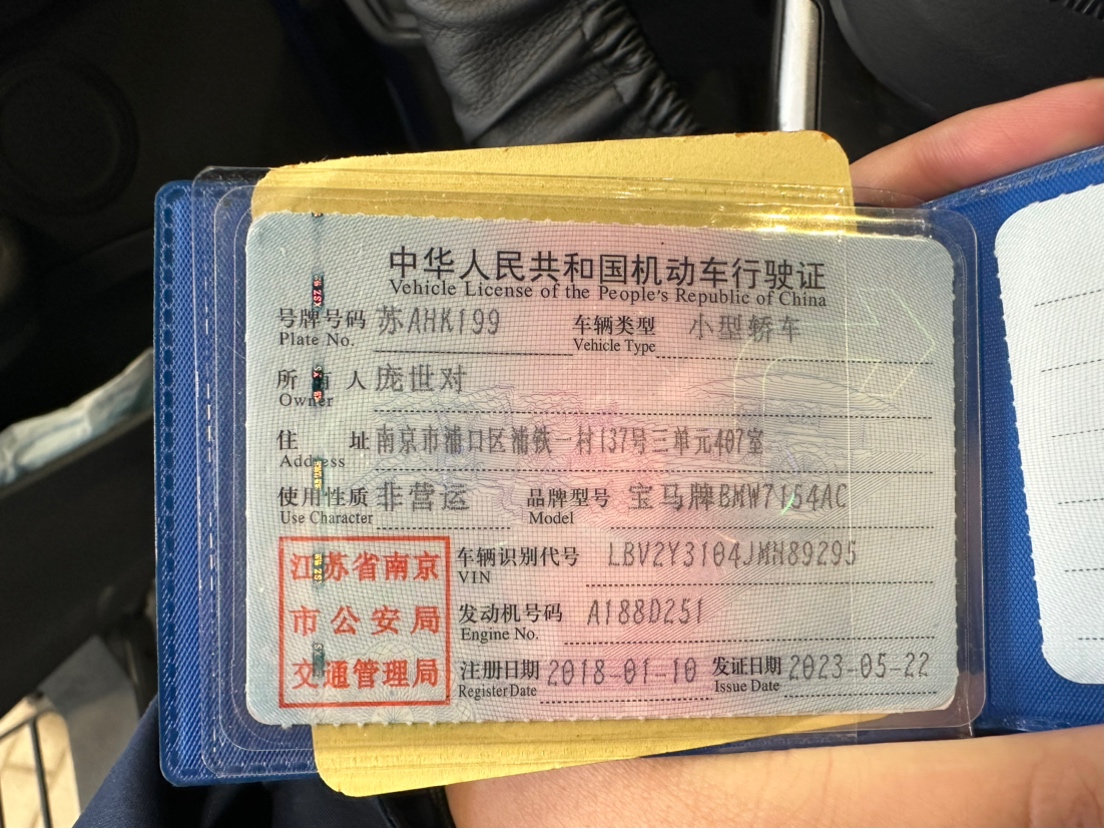 中华人民共和国机动车行驶证
Vehicle License of the People's Republic of China
号牌号码 苏AHK199 车辆类型 小型轿车
Plate No. Vehicle Type
所有人 庞世对
Owner
住址 南京市浦口区浦铁一村137号三单元407室
Address
使用性质 非营运 品牌型号 宝马牌BMW7154AC
Use Character Model
车辆识别代号 LBV2Y3104JMH89295
VIN
发动机号码 A188D251
Engine No.
注册日期 2018-01-10 发证日期 2023-05-22
Register Date Issue Date
江苏省南京
市公安局
交通管理局